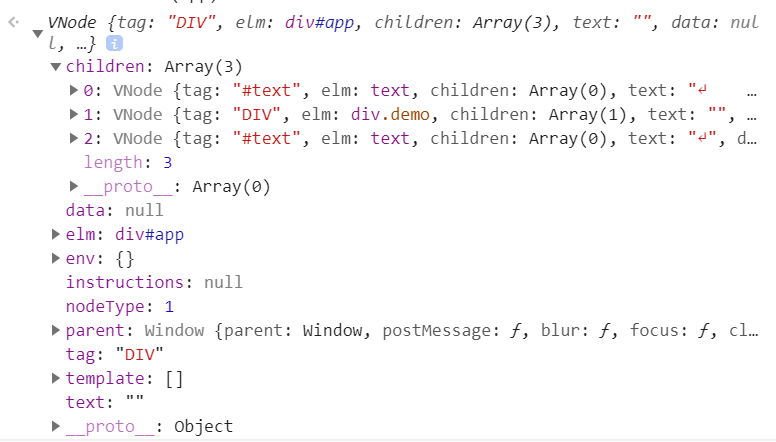 VNode {tag: "DIV", elm: div#app, children: Array(3), text: "", data: nul
l, …} i
children: Array(3)
0: VNode {tag: "#text", elm: text, children: Array(0), text: "↵ …
1: VNode {tag: "DIV", elm: div.demo, children: Array(1), text: "", …
2: VNode {tag: "#text", elm: text, children: Array(0), text: "↵", d…
length: 3
__proto__: Array(0)
data: null
elm: div#app
env: {}
instructions: null
nodeType: 1
parent: Window {parent: Window, postMessage: ƒ, blur: ƒ, focus: ƒ, cl…
tag: "DIV"
template: []
text: ""
__proto__: Object